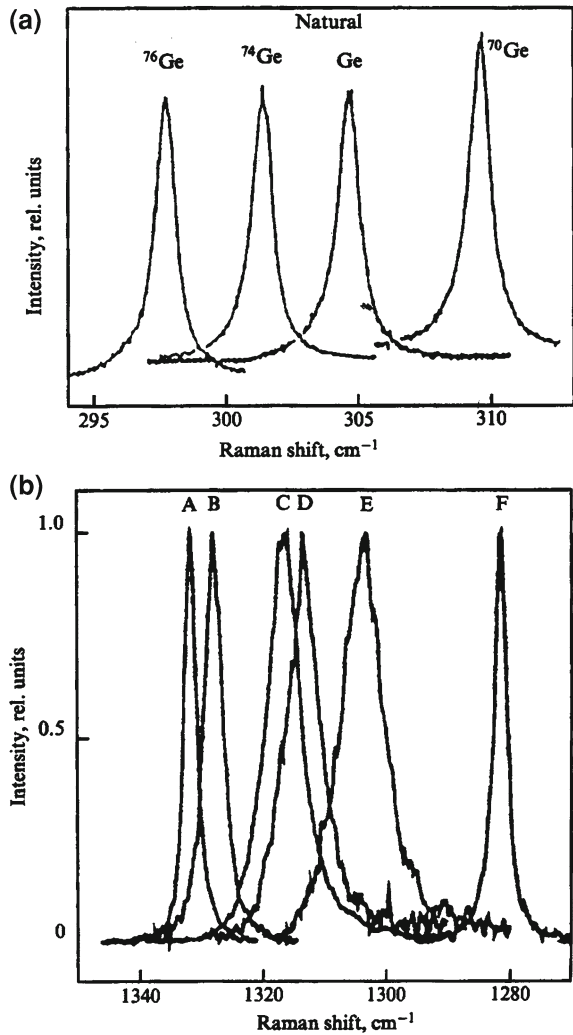 (a)
Natural
⁷⁶Ge ⁷⁴Ge Ge ⁷⁰Ge
Intensity, rel. units
295 300 305 310
Raman shift, cm⁻¹
(b)
A B C D E F
1.0
0.5
0
Intensity, rel. units
1340 1320 1300 1280
Raman shift, cm⁻¹